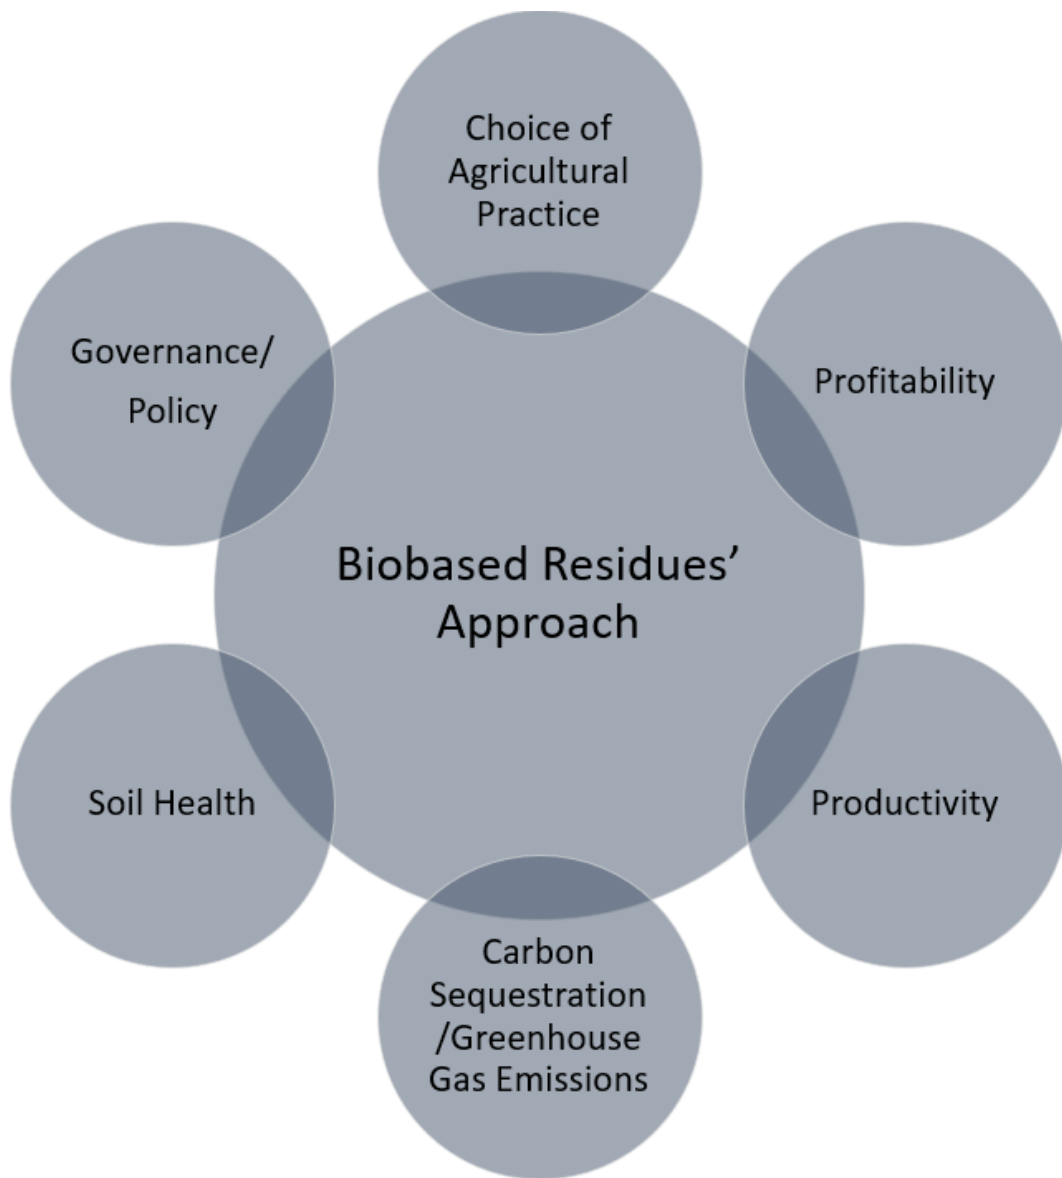 Choice of
Agricultural
Practice
Governance/
Policy
Profitability
Biobased Residues’
Approach
Soil Health
Productivity
Carbon
Sequestration
/Greenhouse
Gas Emissions